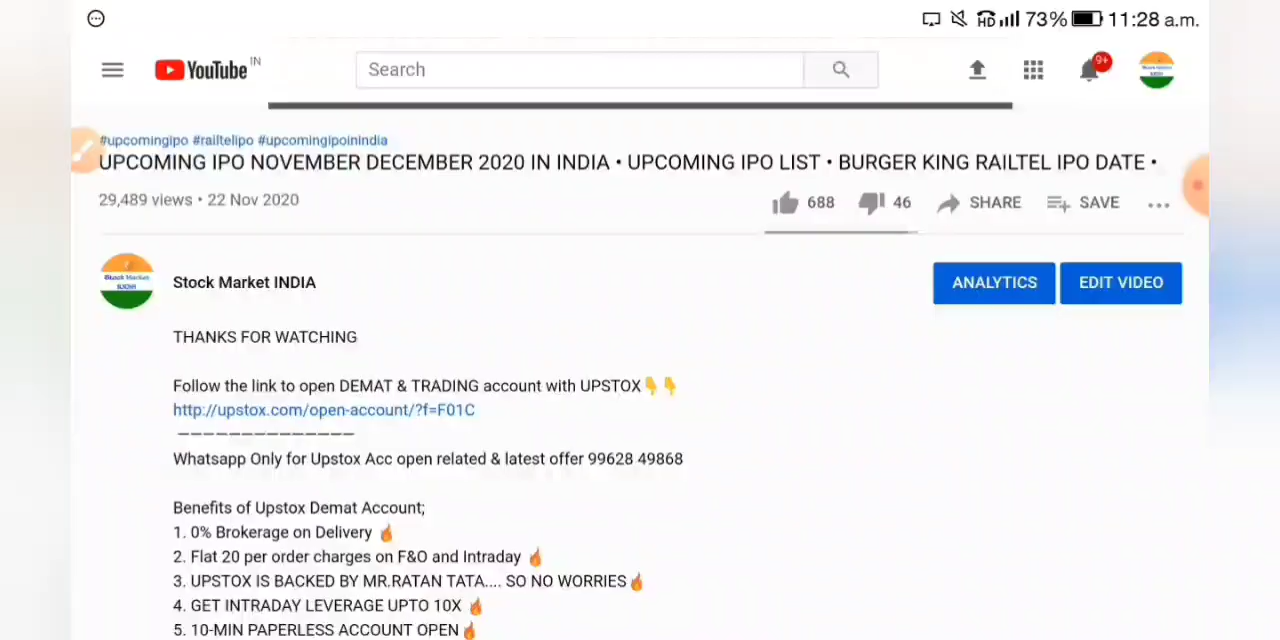 HD 73% 11:28 a.m.
YouTube IN
Search
9+
#upcomingipo #railtelipo #upcomingipoinindia
UPCOMING IPO NOVEMBER DECEMBER 2020 IN INDIA • UPCOMING IPO LIST • BURGER KING RAILTEL IPO DATE •
29,489 views • 22 Nov 2020
688 46 SHARE SAVE
Stock Market
Stock Market INDIA
ANALYTICS EDIT VIDEO
THANKS FOR WATCHING
Follow the link to open DEMAT & TRADING account with UPSTOX👇👇
http://upstox.com/open-account/?f=F01C
——————————————
Whatsapp Only for Upstox Acc open related & latest offer 99628 49868
Benefits of Upstox Demat Account;
1. 0% Brokerage on Delivery 🔥
2. Flat 20 per order charges on F&O and Intraday 🔥
3. UPSTOX IS BACKED BY MR.RATAN TATA.... SO NO WORRIES🔥
4. GET INTRADAY LEVERAGE UPTO 10X 🔥
5. 10-MIN PAPERLESS ACCOUNT OPEN🔥